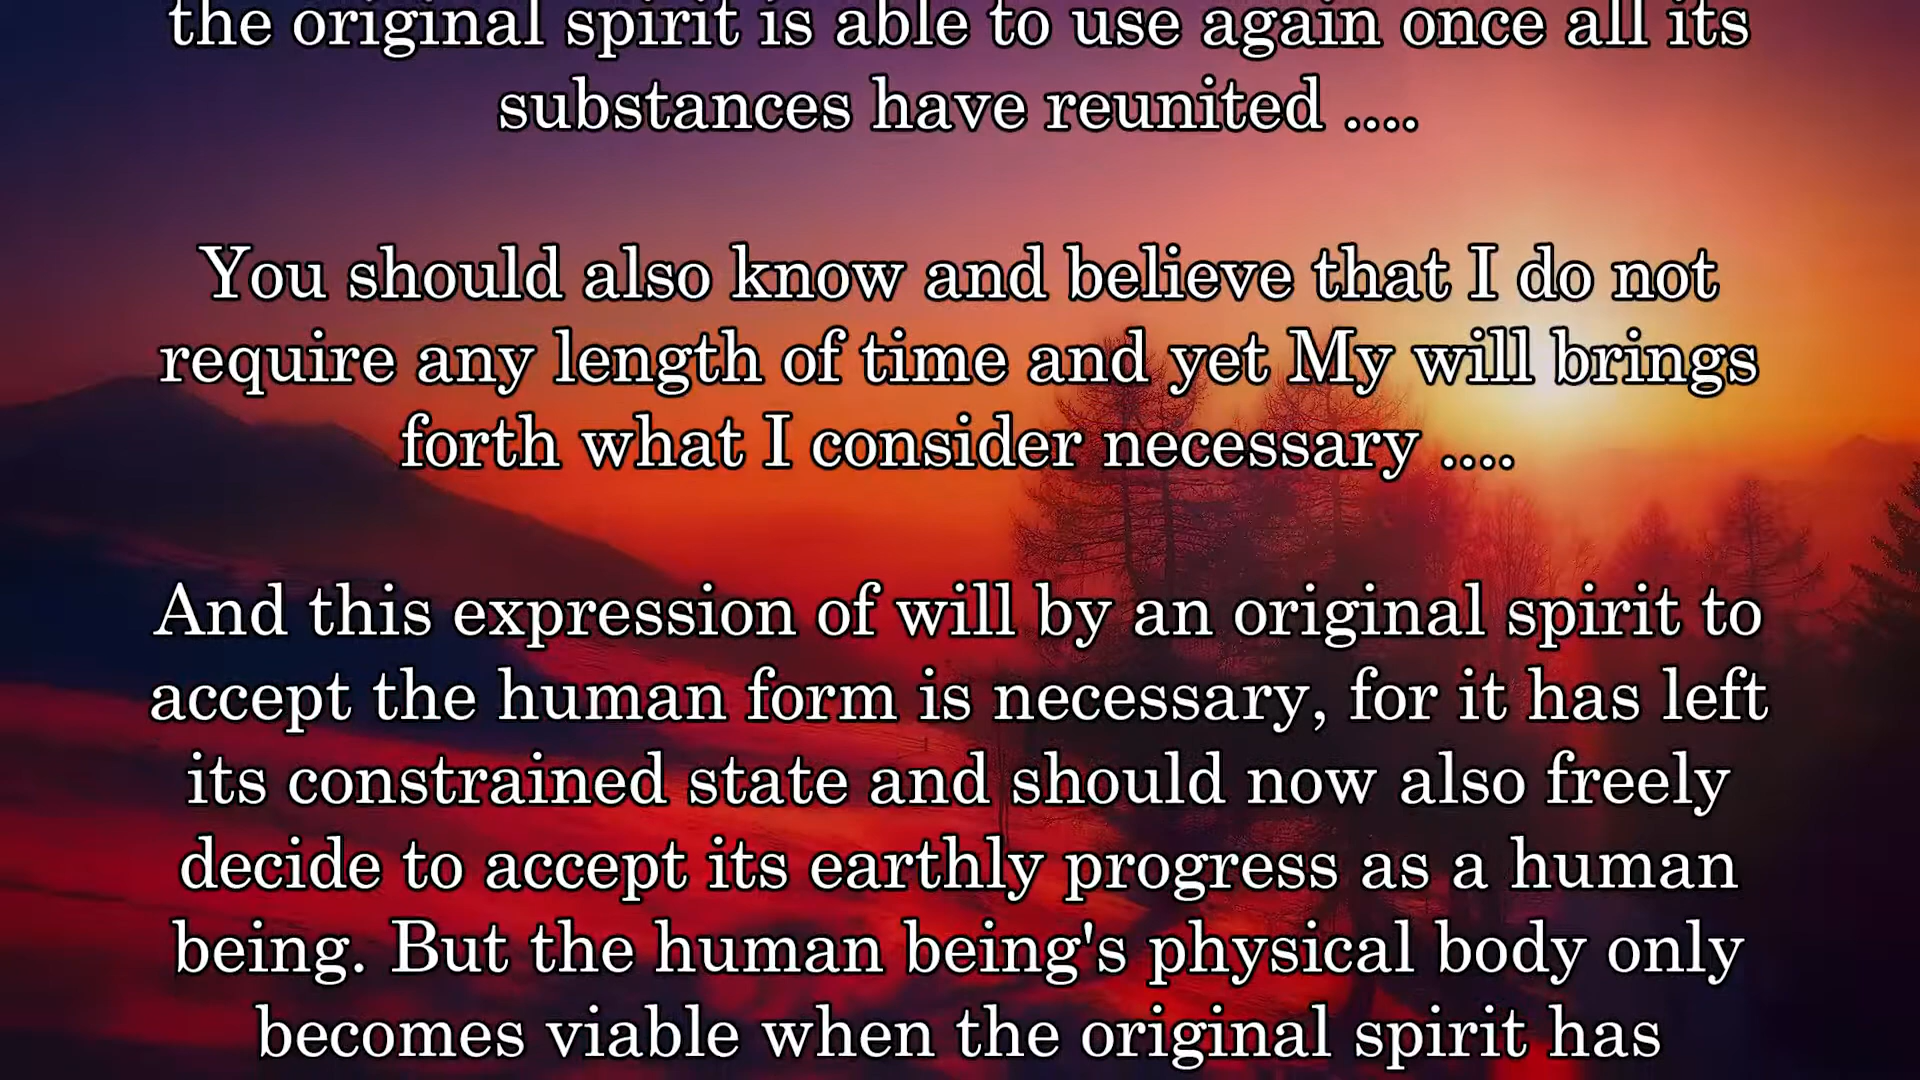 the original spirit is able to use again once all its
substances have reunited ....
You should also know and believe that I do not
require any length of time and yet My will brings
forth what I consider necessary ....
And this expression of will by an original spirit to
accept the human form is necessary, for it has left
its constrained state and should now also freely
decide to accept its earthly progress as a human
being. But the human being's physical body only
becomes viable when the original spirit has